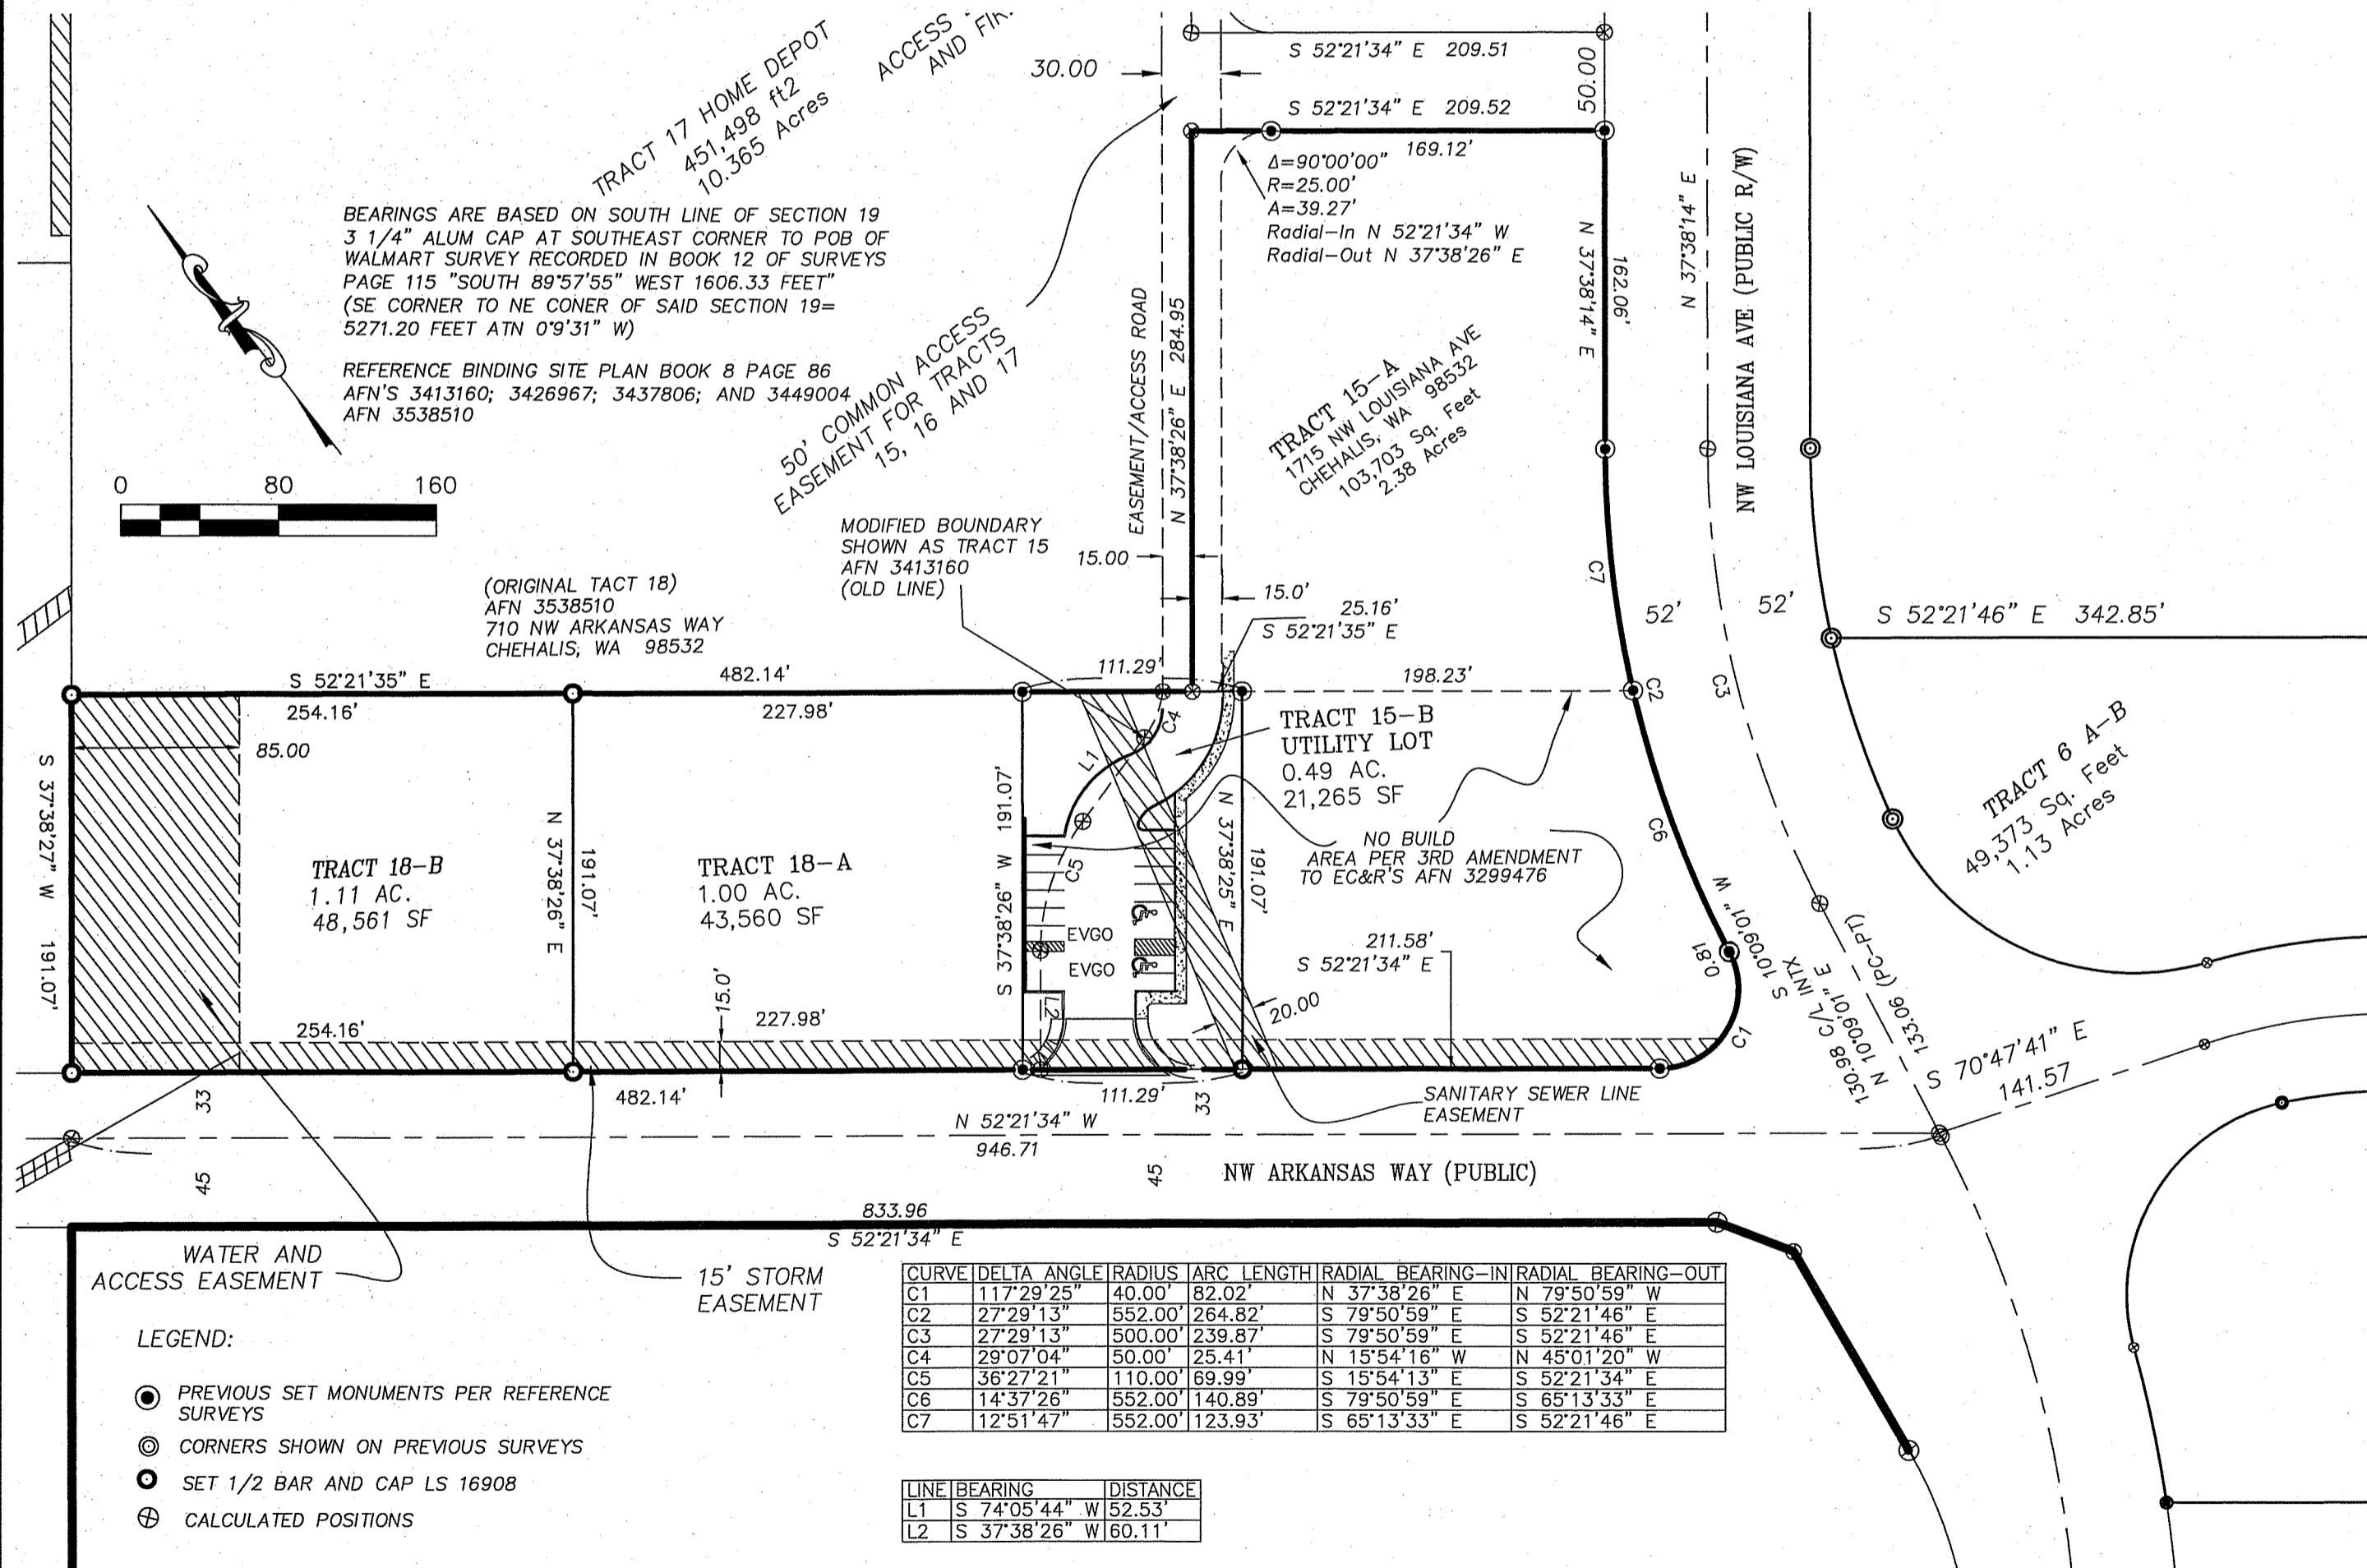 TRACT 17 HOME DEPOT
451,498 ft2
10.365 Acres
ACCESS
AND FIR
30.00
S 52°21'34" E 209.51
50.00
S 52°21'34" E 209.52
169.12'
Δ=90°00'00"
R=25.00'
A=39.27'
Radial-In N 52°21'34" W
Radial-Out N 37°38'26" E
BEARINGS ARE BASED ON SOUTH LINE OF SECTION 19
3 1/4" ALUM CAP AT SOUTHEAST CORNER TO POB OF
WALMART SURVEY RECORDED IN BOOK 12 OF SURVEYS
PAGE 115 "SOUTH 89°57'55" WEST 1606.33 FEET"
(SE CORNER TO NE CONER OF SAID SECTION 19=
5271.20 FEET ATN 0°9'31" W)
REFERENCE BINDING SITE PLAN BOOK 8 PAGE 86
AFN'S 3413160; 3426967; 3437806; AND 3449004
AFN 3538510
0 80 160
50' COMMON ACCESS
EASEMENT FOR TRACTS
15, 16 AND 17
EASEMENT/ACCESS ROAD
N 37°38'26" E 284.95
TRACT 15-A
1715 NW LOUISIANA AVE
CHEHALIS, WA 98532
103,703 Sq. Feet
2.38 Acres
N 37°38'14" E
162.06'
N 37°38'14" E
NW LOUISIANA AVE (PUBLIC R/W)
MODIFIED BOUNDARY
SHOWN AS TRACT 15
AFN 3413160
(OLD LINE)
15.00
15.0'
25.16'
S 52°21'35" E
C7
52'
52'
S 52°21'46" E 342.85'
(ORIGINAL TACT 18)
AFN 3538510
710 NW ARKANSAS WAY
CHEHALIS, WA 98532
S 52°21'35" E
482.14'
111.29'
198.23'
C2
C3
254.16'
227.98'
85.00
S 37°38'27" W 191.07'
TRACT 18-B
1.11 AC.
48,561 SF
N 37°38'26" E
191.07'
TRACT 18-A
1.00 AC.
43,560 SF
S 37°38'26" W 191.07'
L1
C4
C5
EVGO
EVGO
L2
TRACT 15-B
UTILITY LOT
0.49 AC.
21,265 SF
N 37°38'25" E
191.07'
NO BUILD
AREA PER 3RD AMENDMENT
TO EC&R'S AFN 3299476
C6
TRACT 6 A-B
49,373 Sq. Feet
1.13 Acres
211.58'
S 52°21'34" E
20.00
0.81
S 10°09'01" W
130.98 C/L INTX
N 10°09'01" E
133.06 (PC-PT)
C1
S 70°47'41" E
141.57
254.16'
15.0'
227.98'
482.14'
111.29'
33
33
SANITARY SEWER LINE
EASEMENT
N 52°21'34" W
946.71
45
45
NW ARKANSAS WAY (PUBLIC)
833.96
S 52°21'34" E
WATER AND
ACCESS EASEMENT
15' STORM
EASEMENT
CURVE DELTA ANGLE RADIUS ARC LENGTH RADIAL BEARING-IN RADIAL BEARING-OUT
C1 117°29'25" 40.00' 82.02' N 37°38'26" E N 79°50'59" W
C2 27°29'13" 552.00' 264.82' S 79°50'59" E S 52°21'46" E
C3 27°29'13" 500.00' 239.87' S 79°50'59" E S 52°21'46" E
C4 29°07'04" 50.00' 25.41' N 15°54'16" W N 45°01'20" W
C5 36°27'21" 110.00' 69.99' S 15°54'13" E S 52°21'34" E
C6 14°37'26" 552.00' 140.89' S 79°50'59" E S 65°13'33" E
C7 12°51'47" 552.00' 123.93' S 65°13'33" E S 52°21'46" E
LINE BEARING DISTANCE
L1 S 74°05'44" W 52.53'
L2 S 37°38'26" W 60.11'
LEGEND:
PREVIOUS SET MONUMENTS PER REFERENCE
SURVEYS
CORNERS SHOWN ON PREVIOUS SURVEYS
SET 1/2 BAR AND CAP LS 16908
CALCULATED POSITIONS